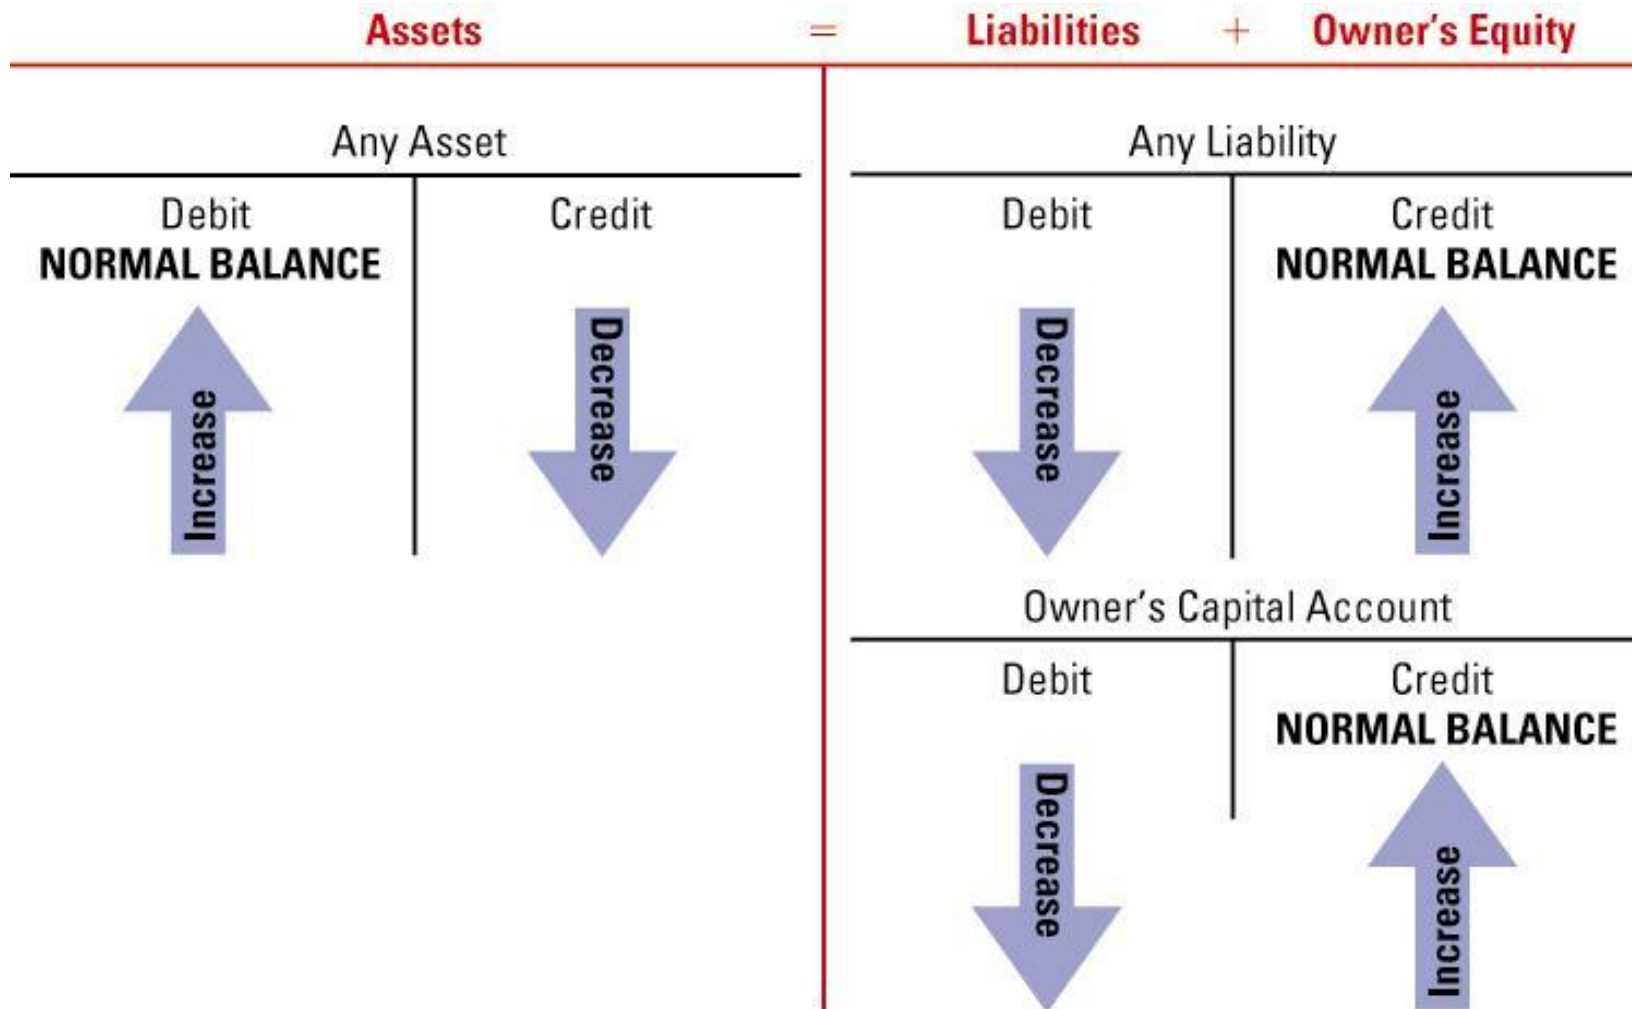 Assets = Liabilities + Owner's Equity
Any Asset
Debit Credit
NORMAL BALANCE
Increase
Decrease
Any Liability
Debit Credit
NORMAL BALANCE
Decrease
Increase
Owner's Capital Account
Debit Credit
NORMAL BALANCE
Decrease
Increase